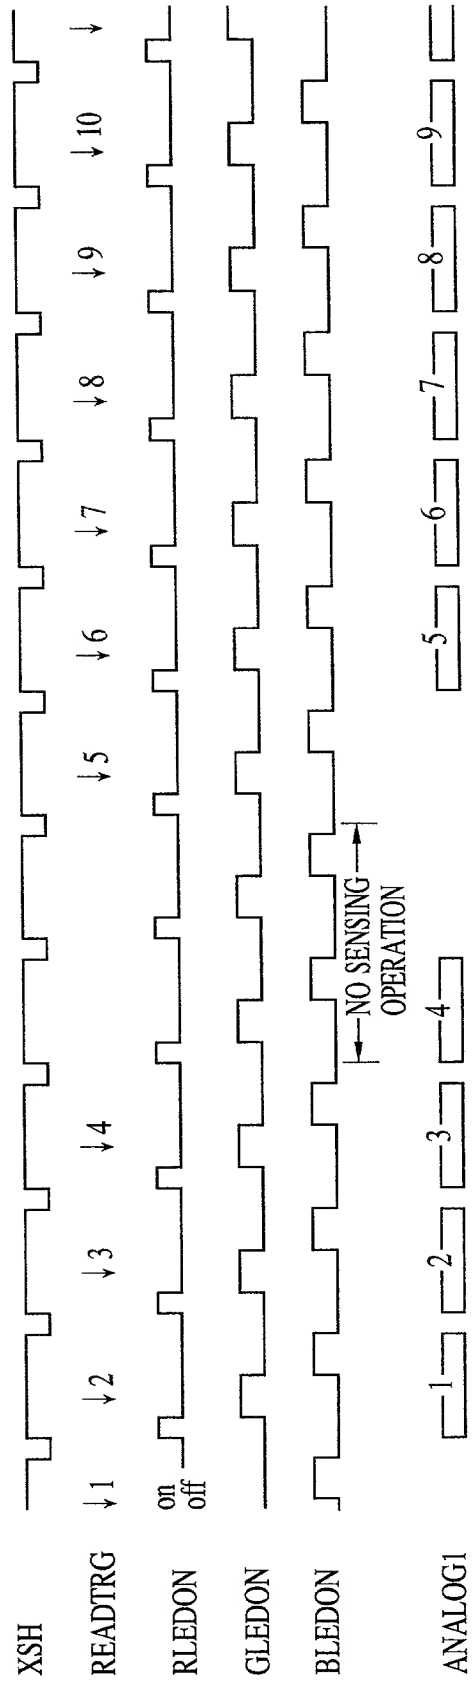 XSH
READTRG 1 2 3 4 5 6 7 8 9 10
RLEDON on
off
GLEDON
BLEDON
NO SENSING
OPERATION
ANALOG1 1 2 3 4 5 6 7 8 9